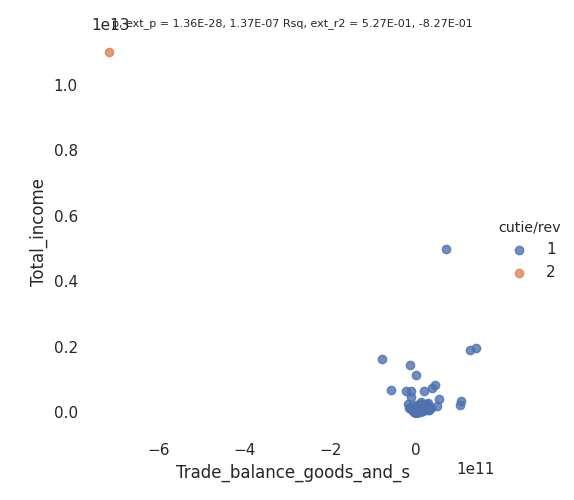 1e13
p, ext_p = 1.36E-28, 1.37E-07 Rsq, ext_r2 = 5.27E-01, -8.27E-01
1.0
0.8
0.6
0.4
0.2
0.0
Total_income
cutie/rev
1
2
−6 −4 −2 0
1e11
Trade_balance_goods_and_s